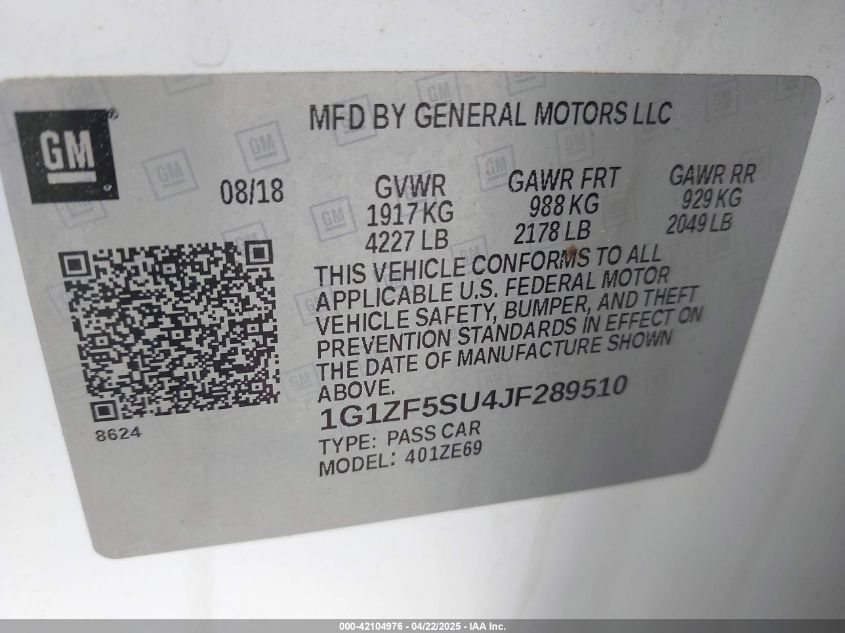 MFD BY GENERAL MOTORS LLC
GM
08/18
GVWR
1917 KG
4227 LB
GAWR FRT
988 KG
2178 LB
GAWR RR
929 KG
2049 LB
THIS VEHICLE CONFORMS TO ALL
APPLICABLE U.S. FEDERAL MOTOR
VEHICLE SAFETY, BUMPER, AND THEFT
PREVENTION STANDARDS IN EFFECT ON
THE DATE OF MANUFACTURE SHOWN
ABOVE.
1G1ZF5SU4JF289510
TYPE: PASS CAR
MODEL: 401ZE69
8624
000-42104976 - 04/22/2025 - IAA Inc.